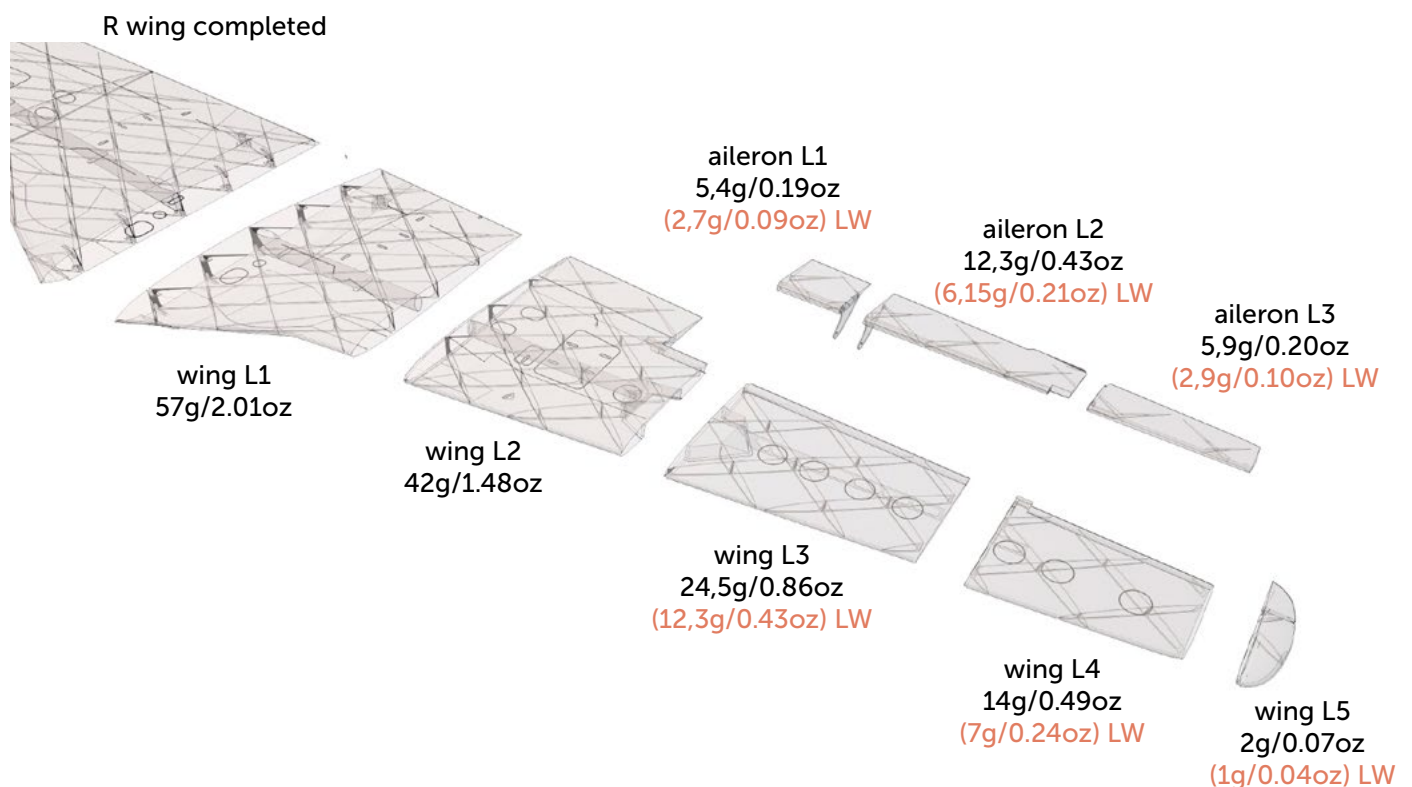 R wing completed
aileron L1
5,4g/0.19oz
(2,7g/0.09oz) LW
aileron L2
12,3g/0.43oz
(6,15g/0.21oz) LW
aileron L3
5,9g/0.20oz
(2,9g/0.10oz) LW
wing L1
57g/2.01oz
wing L2
42g/1.48oz
wing L3
24,5g/0.86oz
(12,3g/0.43oz) LW
wing L4
14g/0.49oz
(7g/0.24oz) LW
wing L5
2g/0.07oz
(1g/0.04oz) LW